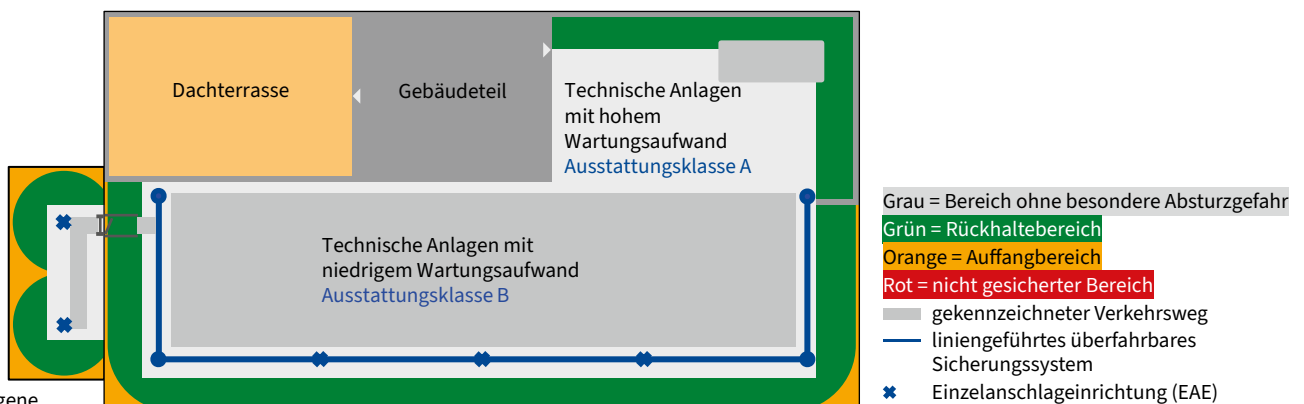 Dachterrasse
Gebäudeteil
Technische Anlagen
mit hohem
Wartungsaufwand
Ausstattungsklasse A
Technische Anlagen mit
niedrigem Wartungsaufwand
Ausstattungsklasse B
Grau = Bereich ohne besondere Absturzgefahr
Grün = Rückhaltebereich
Orange = Auffangbereich
Rot = nicht gesicherter Bereich
gekennzeichneter Verkehrsweg
liniengeführtes überfahrbares
Sicherungssystem
Einzelanschlageinrichtung (EAE)